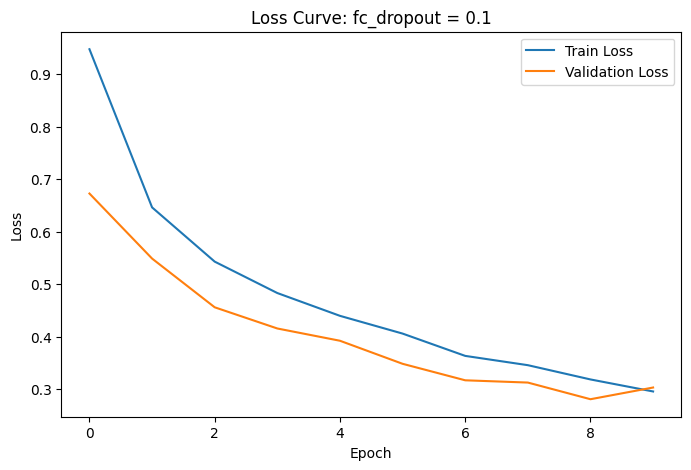 Loss Curve: fc_dropout = 0.1
Train Loss
Validation Loss
0.9
0.8
0.7
0.6
0.5
0.4
0.3
Loss
0 2 4 6 8
Epoch